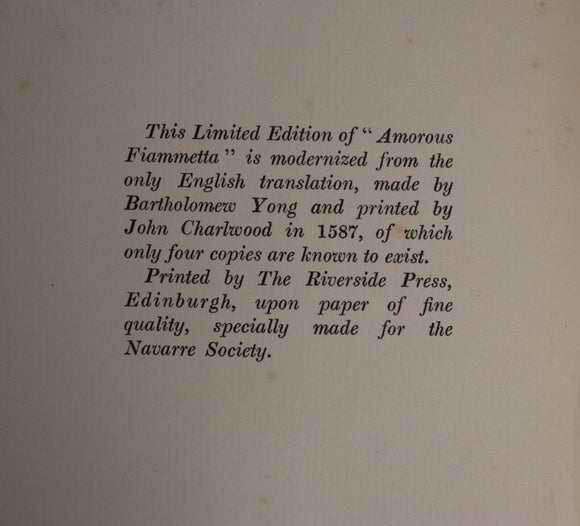 This Limited Edition of “ Amorous
Fiammetta ” is modernized from the
only English translation, made by
Bartholomew Yong and printed by
John Charlwood in 1587, of which
only four copies are known to exist.
Printed by The Riverside Press,
Edinburgh, upon paper of fine
quality, specially made for the
Navarre Society.